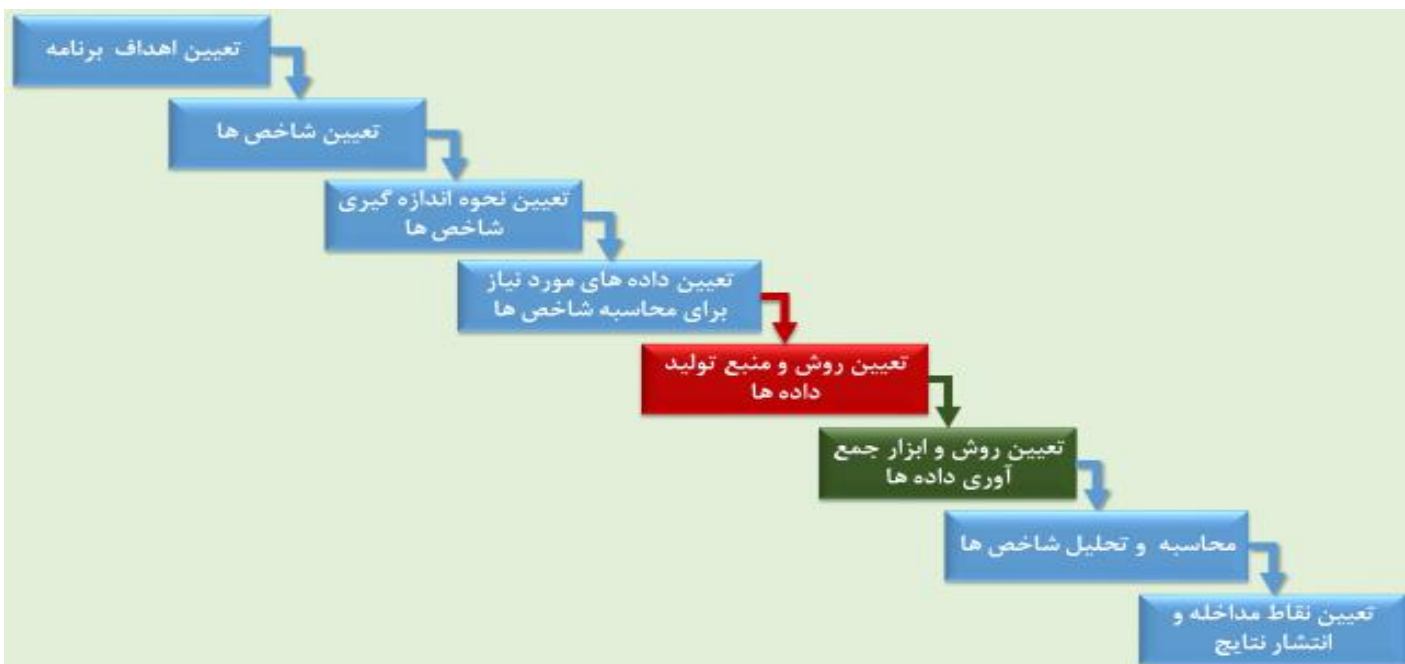 تعیین اهداف برنامه
تعیین شاخص ها
تعیین نحوه اندازه گیری
شاخص ها
تعیین داده های مورد نیاز
برای محاسبه شاخص ها
تعیین روش و منبع تولید
داده ها
تعیین روش و ابزار جمع
آوری داده ها
محاسبه و تحلیل شاخص ها
تعیین نقاط مداخله و
انتشار نتایج